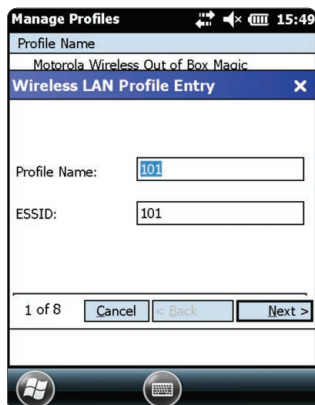 Manage Profiles 15:49
Profile Name
Motorola Wireless Out of Box Magic
Wireless LAN Profile Entry
Profile Name: 101
ESSID: 101
1 of 8 Cancel < Back Next >